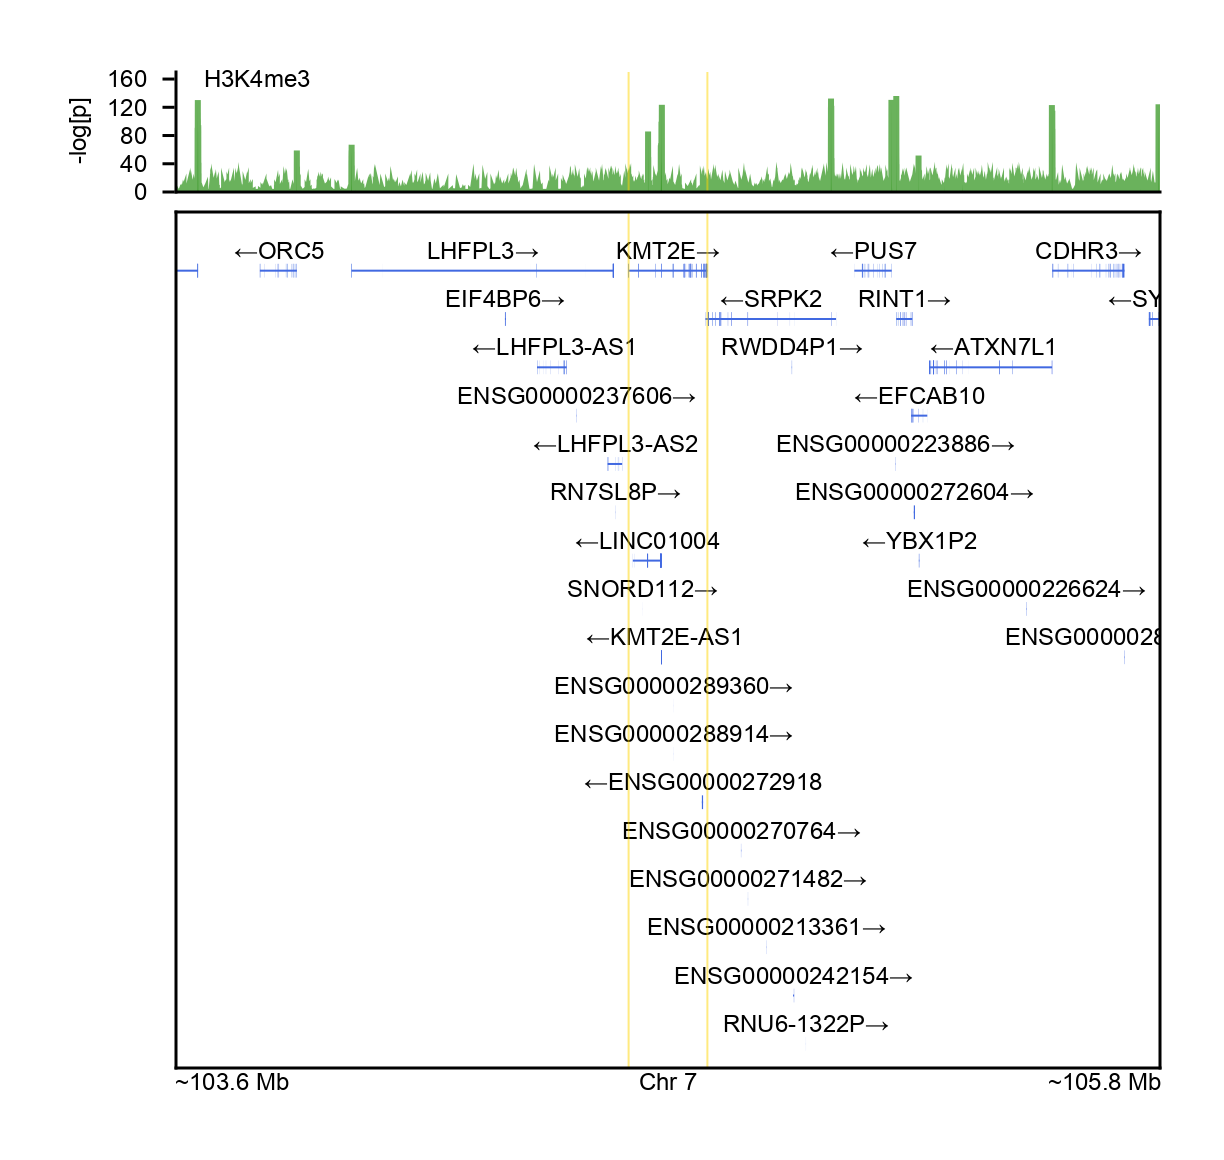 160
H3K4me3
120
80
40
0
-log[p]
←ORC5 LHFPL3→ KMT2E→ ←PUS7 CDHR3→
EIF4BP6→ ←SRPK2 RINT1→ ←SY
←LHFPL3-AS1 RWDD4P1→ ←ATXN7L1
ENSG00000237606→ ←EFCAB10
←LHFPL3-AS2 ENSG00000223886→
RN7SL8P→ ENSG00000272604→
←LINC01004 ←YBX1P2
SNORD112→ ENSG00000226624→
←KMT2E-AS1 ENSG0000028
ENSG00000289360→
ENSG00000288914→
←ENSG00000272918
ENSG00000270764→
ENSG00000271482→
ENSG00000213361→
ENSG00000242154→
RNU6-1322P→
~103.6 Mb Chr 7 ~105.8 Mb